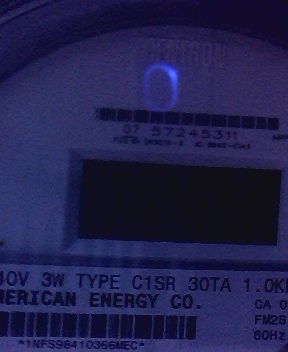 07 57245311
40V 3W TYPE C1SR 30TA 1.0K
MERICAN ENERGY CO.
CA 0
FM2S
60Hz
*1NFS98410366MEC*